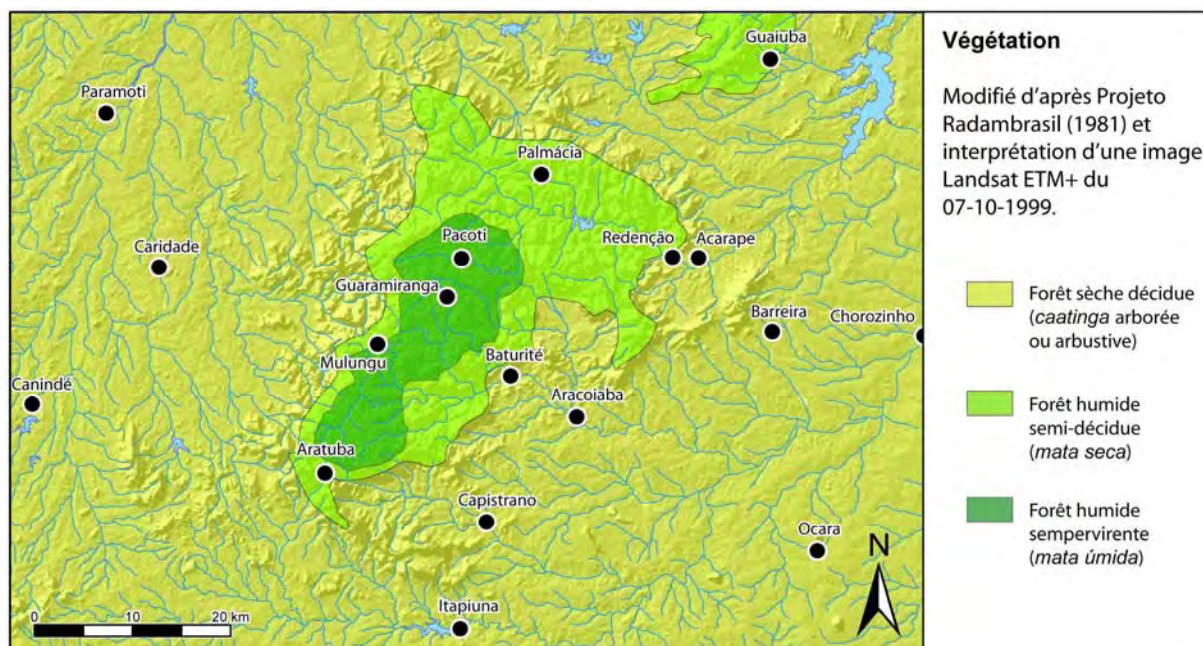 Guaiuba
Paramoti
Palmácia
Pacoti
Redenção
Acarape
Caridade
Guaramiranga
Barreira
Chorozinho
Mulungu
Baturité
Canindé
Aracoiaba
Aratuba
Capistrano
Ocara
N
Itapiuna
0 10 20 km
Végétation
Modifié d'après Projeto
Radambrasil (1981) et
interprétation d'une image
Landsat ETM+ du
07-10-1999.
Forêt sèche décidue
(caatinga arborée
ou arbustive)
Forêt humide
semi-décidue
(mata seca)
Forêt humide
sempervirente
(mata úmida)